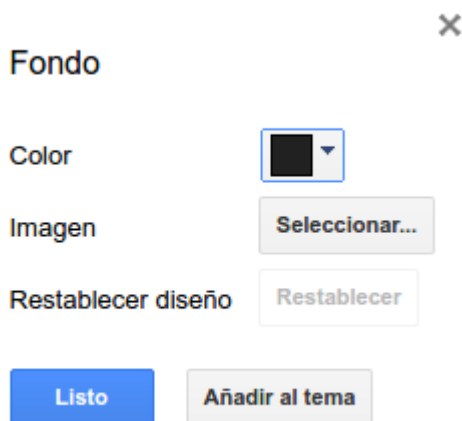 Fondo
Color
Imagen Seleccionar...
Restablecer diseño Restablecer
Listo Añadir al tema